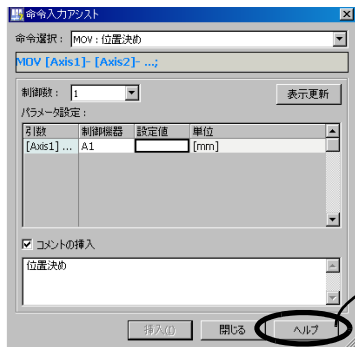 命令入力アシスト
命令選択： MOV：位置決め
MOV [Axis1]- [Axis2]- ...;
制御数： 1 表示更新
パラメータ設定：
引数 制御機器 設定値 単位
[Axis1] ... A1 [mm]
コメントの挿入
位置決め
挿入(I) 閉じる ヘルプ